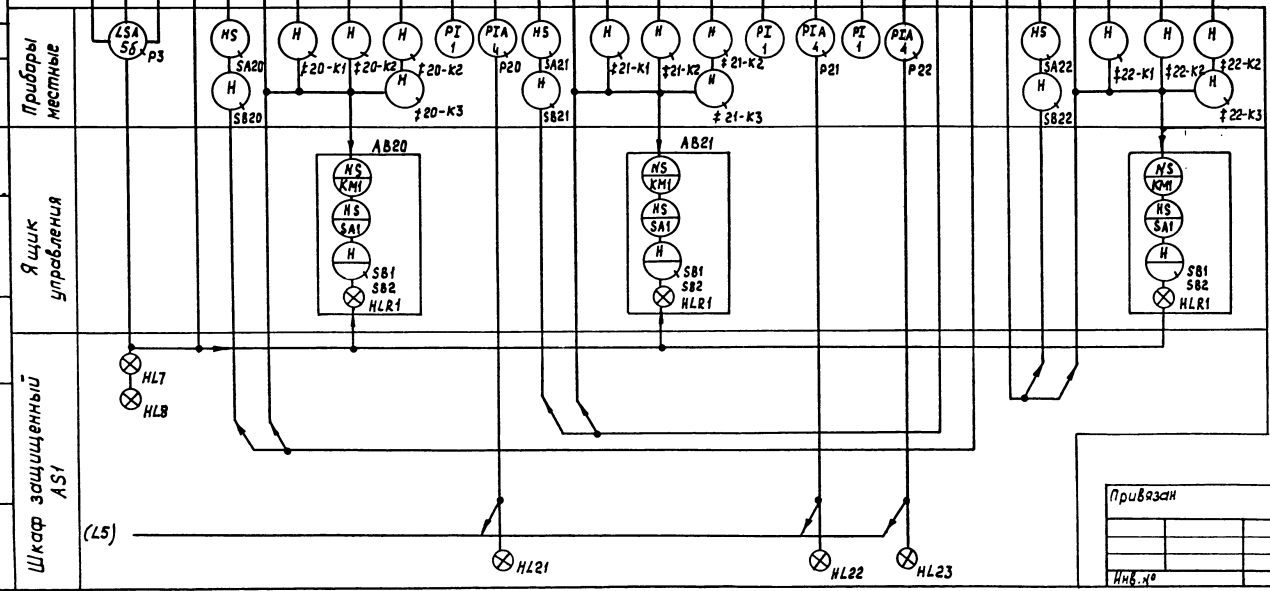 Приборы
местные
LSA
5б
P3
HS
SA20
H
SB20
H
‡20-K1
H
‡20-K2
H
‡20-K2
H
‡20-K3
PI
1
PIA
4
P20
HS
SA21
H
SB21
H
‡21-K1
H
‡21-K2
H
‡21-K2
H
‡21-K3
PI
1
PIA
4
P21
PI
1
PIA
4
P22
HS
SA22
H
SB22
H
‡22-K1
H
‡22-K2
H
‡22-K2
H
‡22-K3
Ящик
управления
AB20
NS
KM1
HS
SA1
H
SB1
SB2
HLR1
AB21
NS
KM1
HS
SA1
H
SB1
SB2
HLR1
NS
KM1
HS
SA1
H
SB1
SB2
HLR1
Шкаф защищенный
AS1
HL7
HL8
(L5)
HL21
HL22
HL23
Привязан
Инв.№